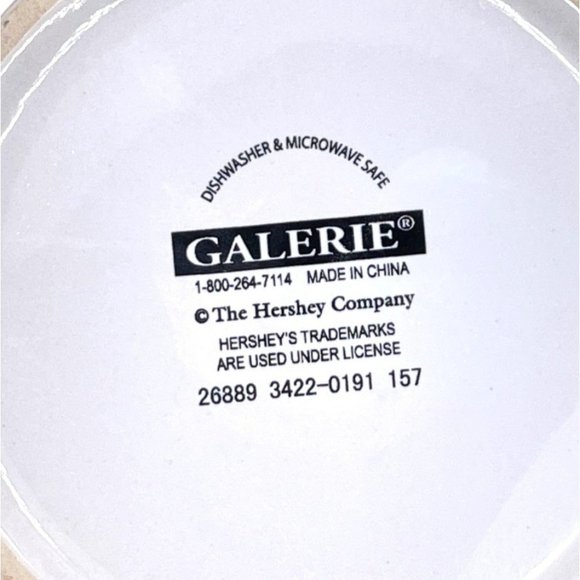 DISHWASHER & MICROWAVE SAFE
GALERIE®
1-800-264-7114 MADE IN CHINA
© The Hershey Company
HERSHEY'S TRADEMARKS
ARE USED UNDER LICENSE
26889 3422-0191 157